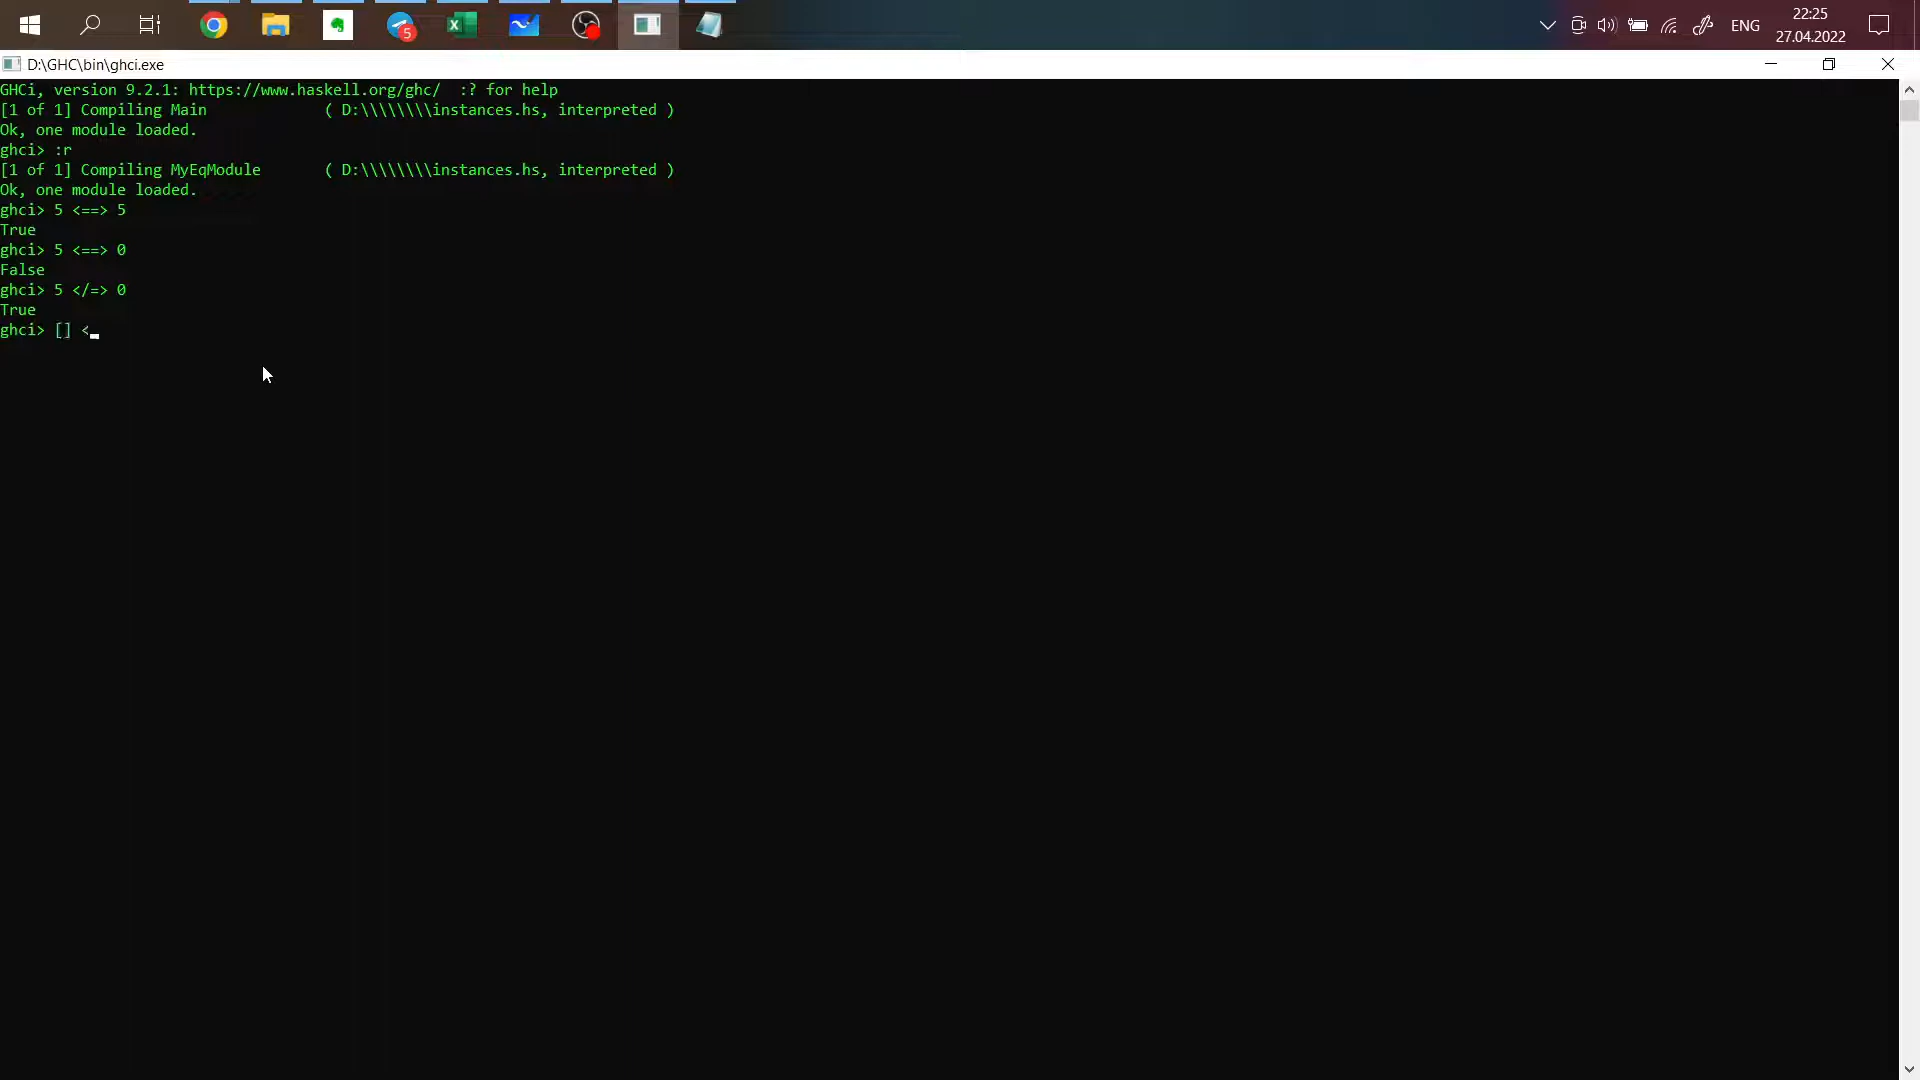 5
ENG
22:25
27.04.2022
D:\GHC\bin\ghci.exe
GHCi, version 9.2.1: https://www.haskell.org/ghc/  :? for help
[1 of 1] Compiling Main             ( D:\\\\\\\\instances.hs, interpreted )
Ok, one module loaded.
ghci> :r
[1 of 1] Compiling MyEqModule       ( D:\\\\\\\\instances.hs, interpreted )
Ok, one module loaded.
ghci> 5 <==> 5
True
ghci> 5 <==> 0
False
ghci> 5 </=> 0
True
ghci> [] <